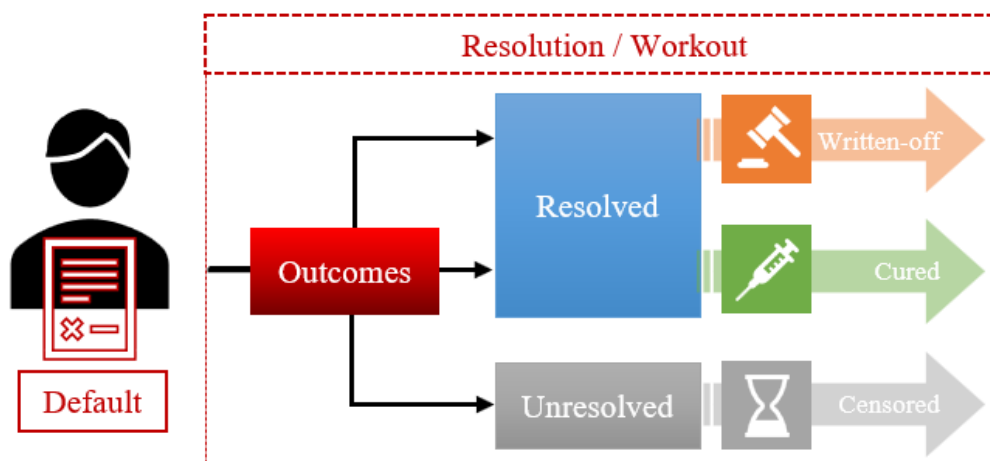 Resolution / Workout
Written-off
Resolved
Outcomes
Cured
Default
Unresolved
Censored